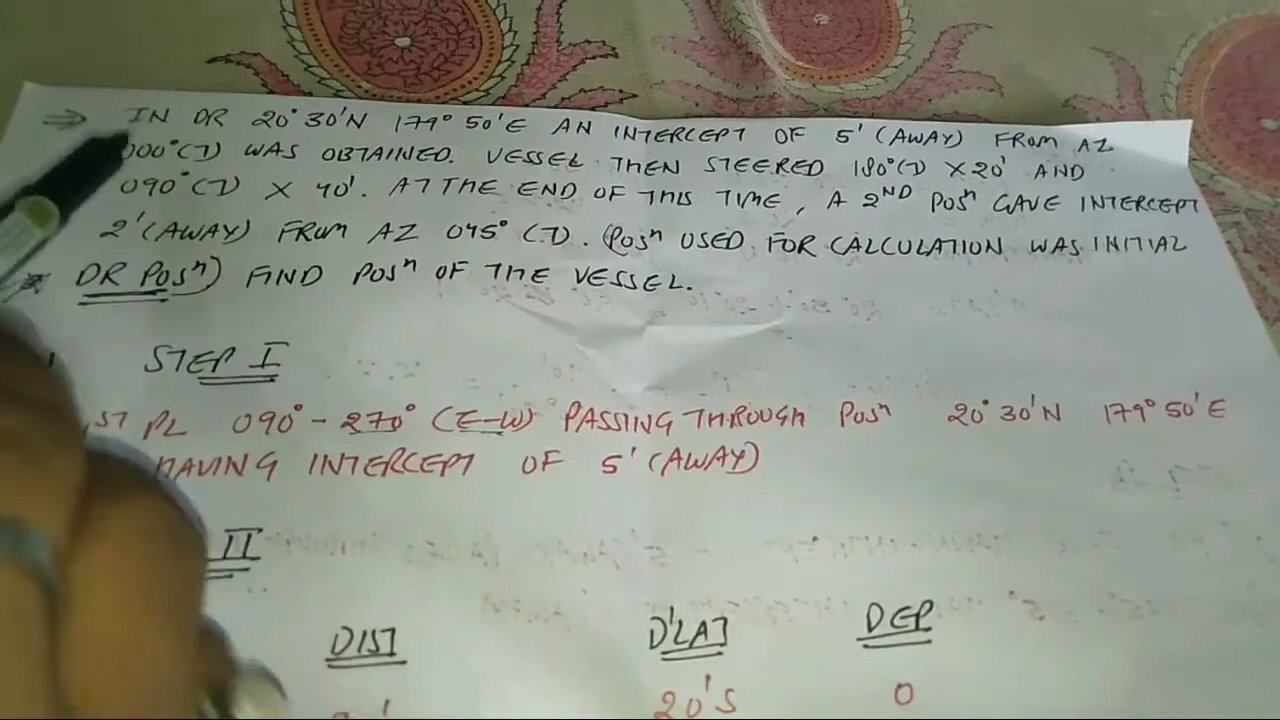 ⇒ IN DR 20° 30'N 179° 50'E AN INTERCEPT OF 5' (AWAY) FROM AZ
000° (T) WAS OBTAINED. VESSEL THEN STEERED 180° (T) X 20' AND
090° (T) X 40'. AT THE END OF THIS TIME, A 2ND POSN GAVE INTERCEPT
2' (AWAY) FROM AZ 045° (T). (POSN USED FOR CALCULATION WAS INITIAL
DR POSN) FIND POSN OF THE VESSEL.
STEP I
1ST PL 090° - 270° (E-W) PASSING THROUGH POSN 20° 30'N 179° 50'E
HAVING INTERCEPT OF 5' (AWAY)
II
DIST D'LAT DEP
20'S 0